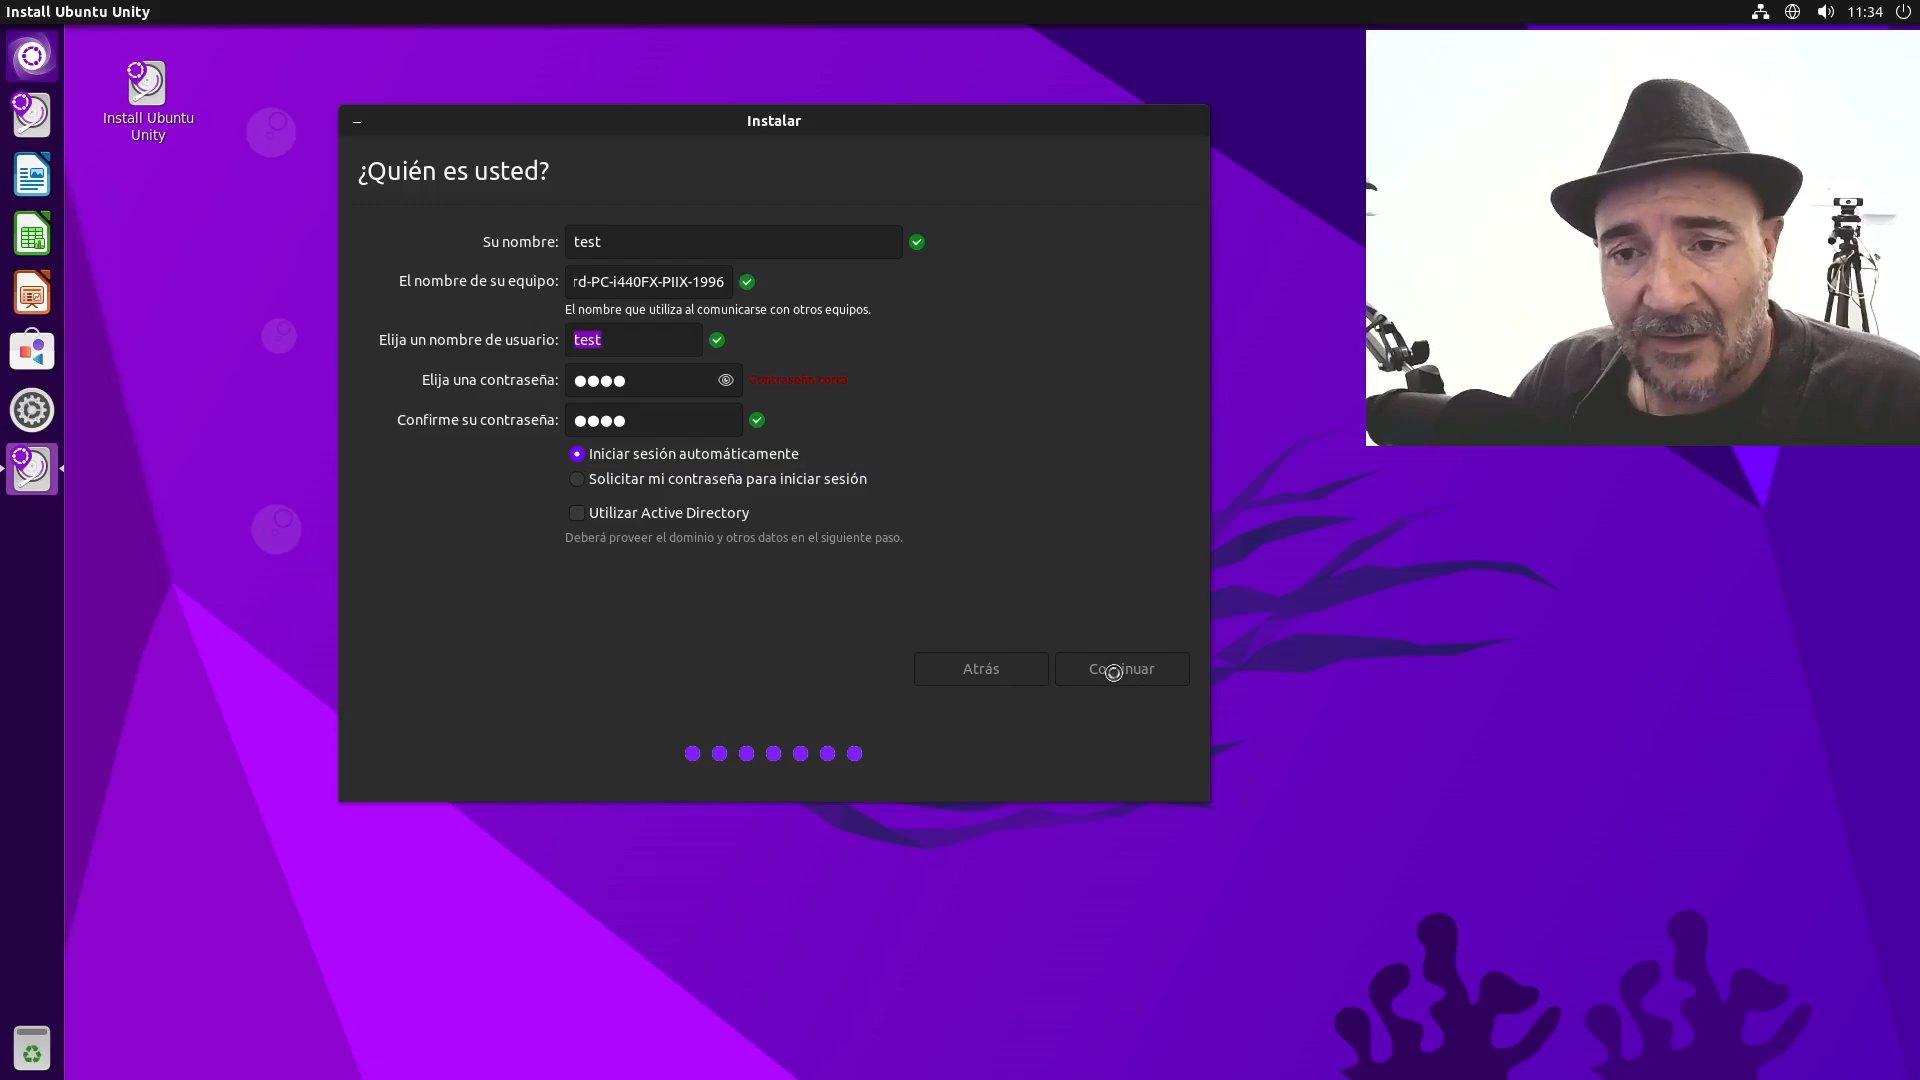 Install Ubuntu Unity
11:34
Install Ubuntu
Unity
Instalar
¿Quién es usted?
Su nombre: test
El nombre de su equipo: rd-PC-i440FX-PIIX-1996
El nombre que utiliza al comunicarse con otros equipos.
Elija un nombre de usuario: test
Elija una contraseña: Contraseña corta
Confirme su contraseña:
Iniciar sesión automáticamente
Solicitar mi contraseña para iniciar sesión
Utilizar Active Directory
Deberá proveer el dominio y otros datos en el siguiente paso.
Atrás Continuar